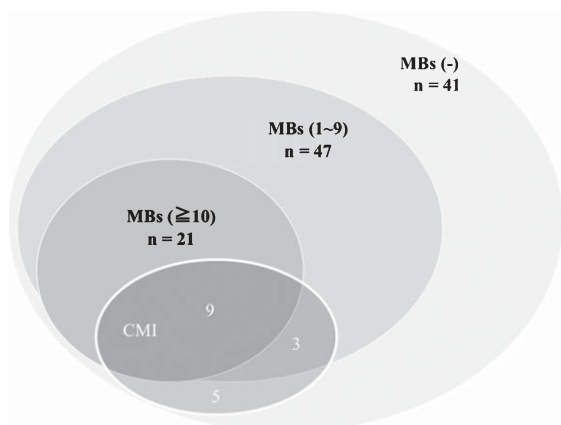 MBs (-)
n = 41
MBs (1~9)
n = 47
MBs (≧10)
n = 21
9
CMI
3
5